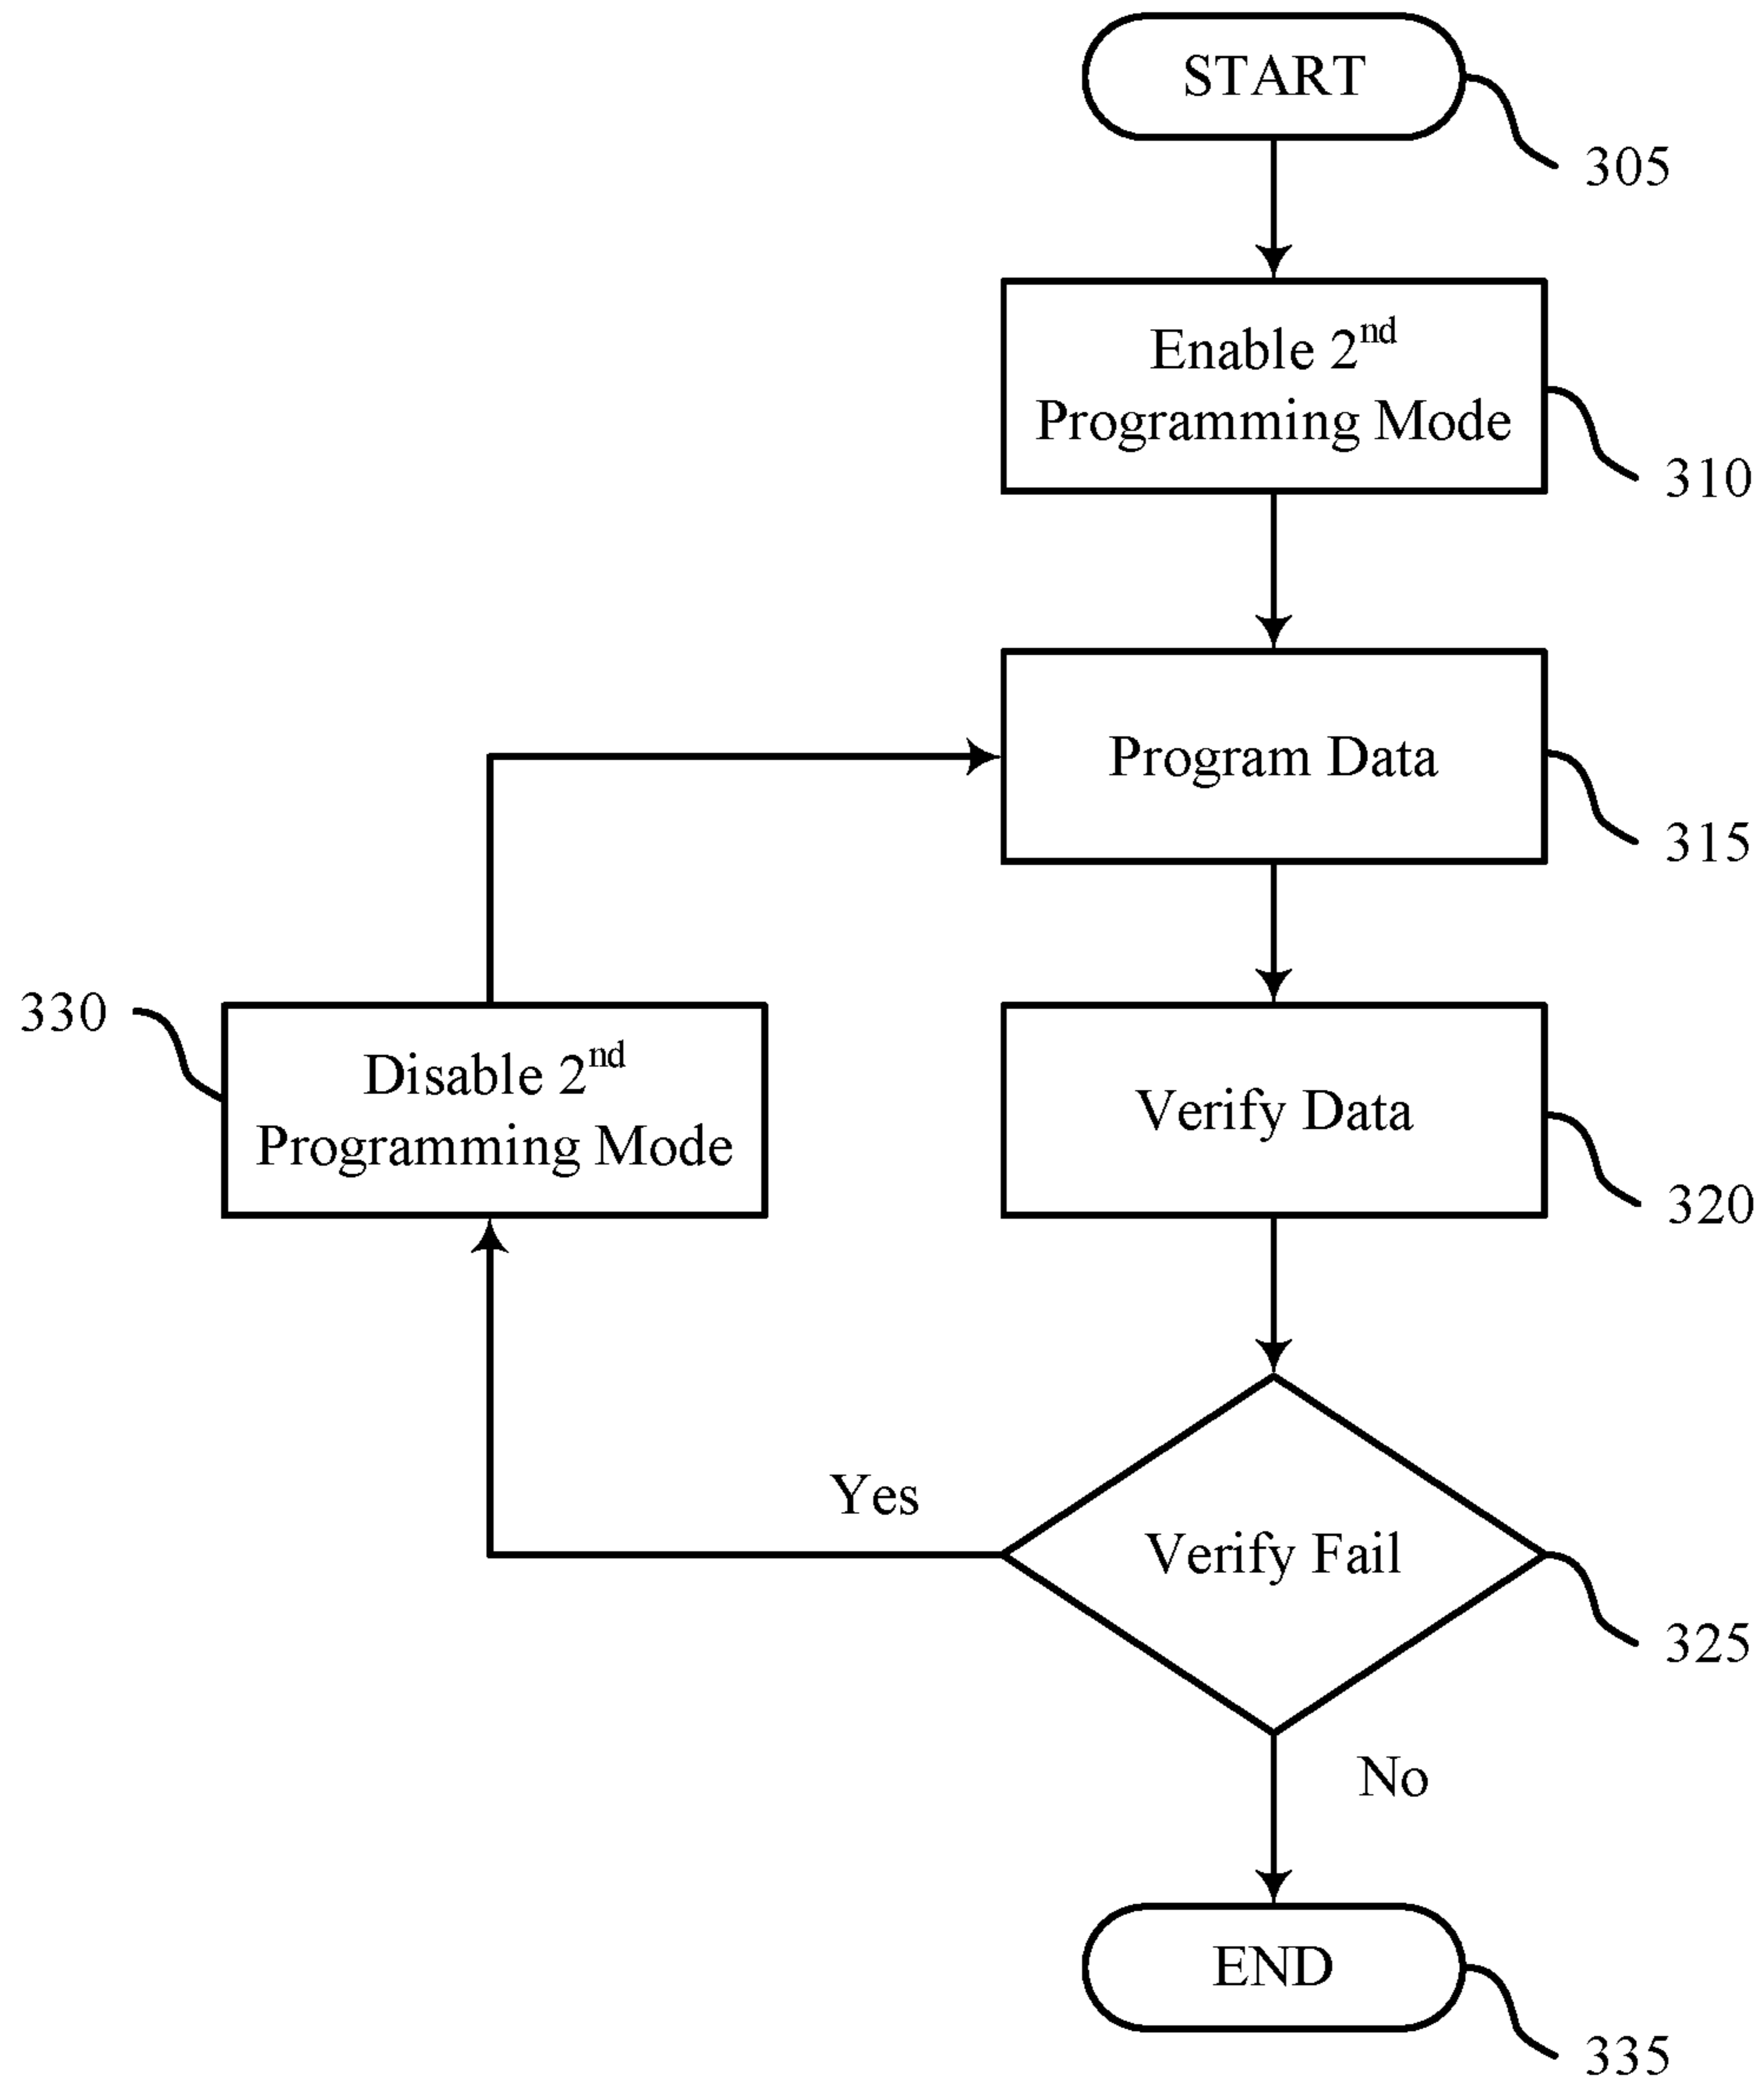 START
305
Enable 2nd
Programming Mode
310
Program Data
315
330
Disable 2nd
Programming Mode
Verify Data
320
Yes
Verify Fail
325
No
END
335